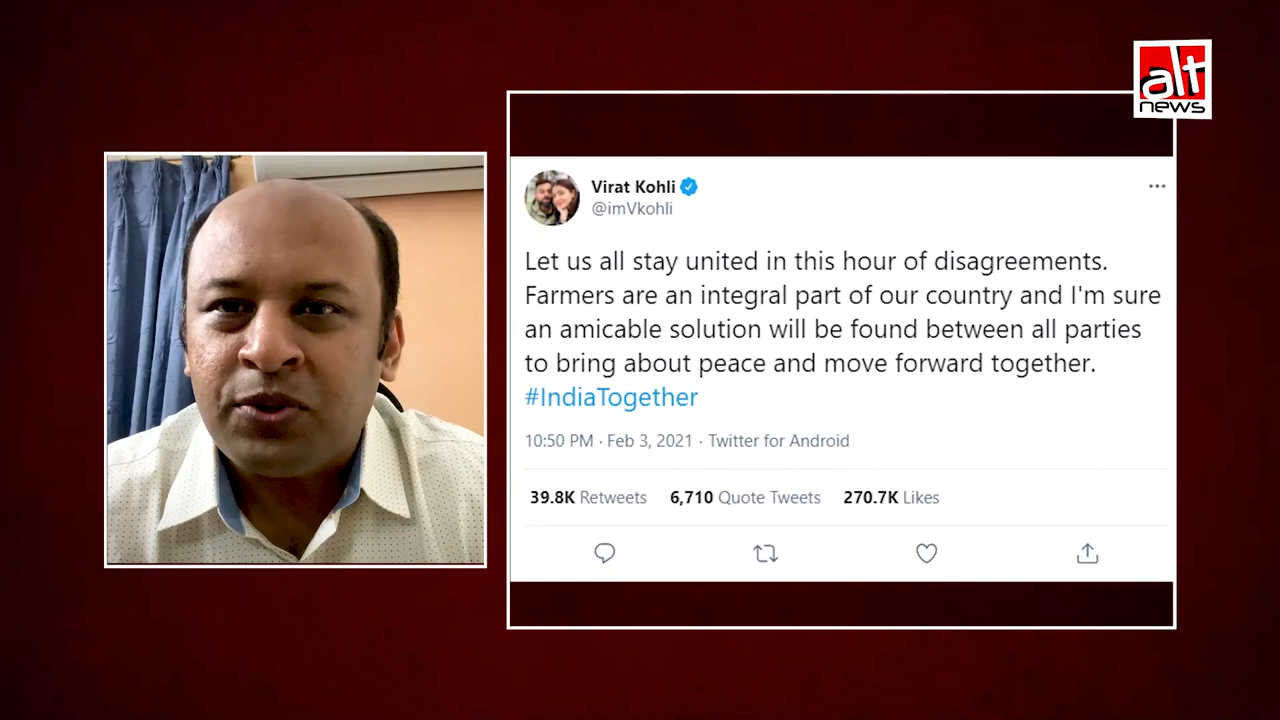 alt
news
Virat Kohli
@imVkohli
Let us all stay united in this hour of disagreements.
Farmers are an integral part of our country and I'm sure
an amicable solution will be found between all parties
to bring about peace and move forward together.
#IndiaTogether
10:50 PM · Feb 3, 2021 · Twitter for Android
39.8K Retweets 6,710 Quote Tweets 270.7K Likes